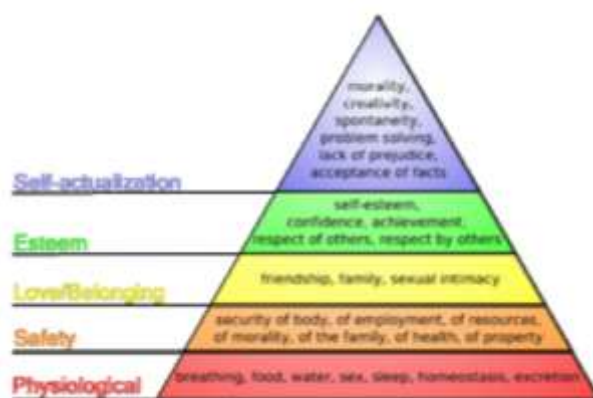 morality,
creativity,
spontaneity,
problem solving,
lack of prejudice,
acceptance of facts
Self-actualization
self-esteem,
confidence, achievement,
respect of others, respect by others
Esteem
friendship, family, sexual intimacy
Love/Belonging
security of body, of employment, of resources,
of morality, of the family, of health, of property
Safety
breathing, food, water, sex, sleep, homeostasis, excretion
Physiological